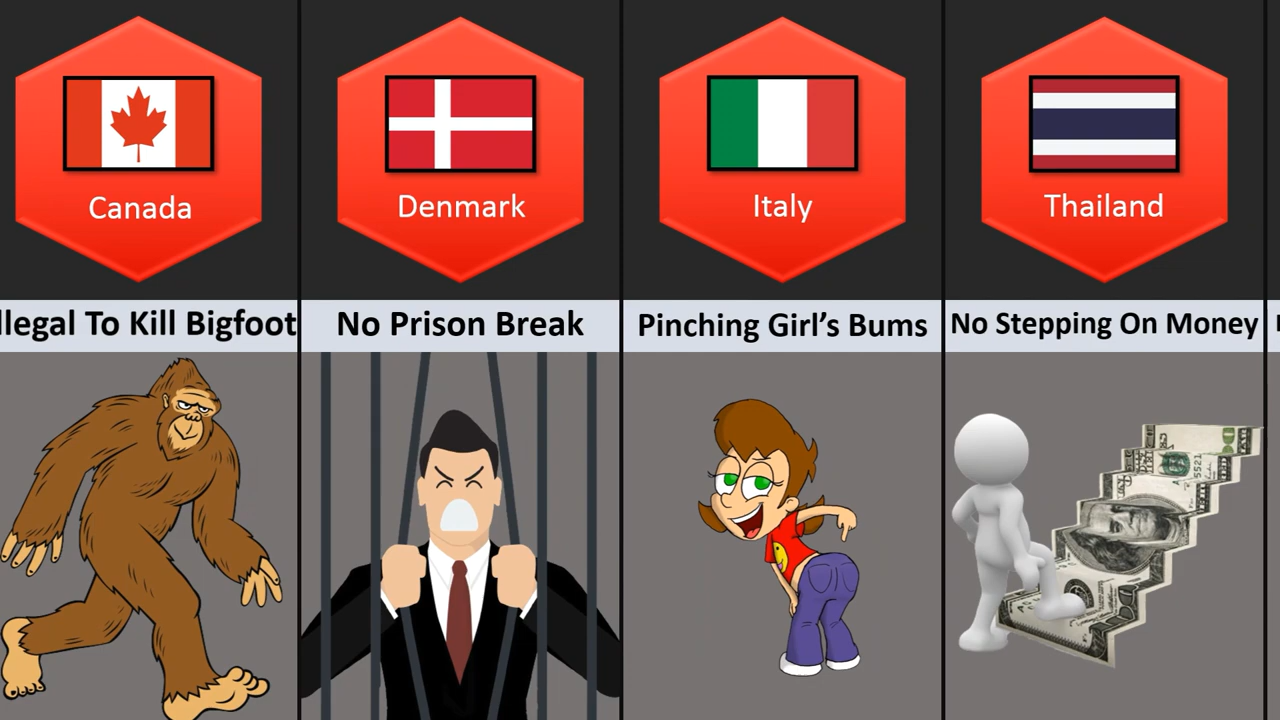 Canada
Denmark
Italy
Thailand
llegal To Kill Bigfoot
No Prison Break
Pinching Girl’s Bums
No Stepping On Money